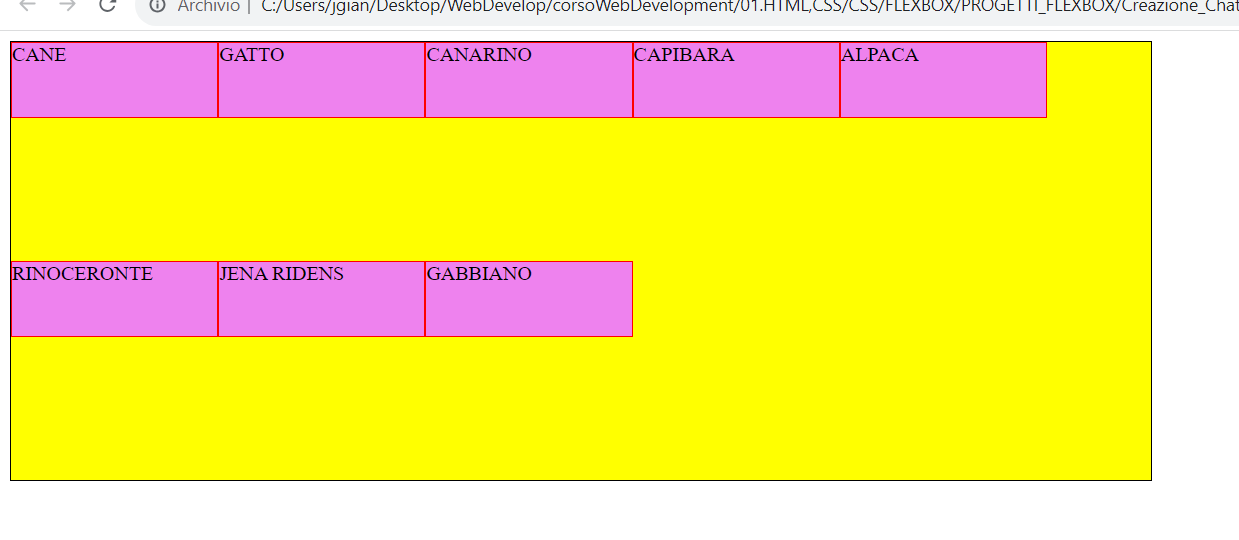 Archivio | C:/Users/jgian/Desktop/WebDevelop/corsoWebDevelopment/01.HTML,CSS/CSS/FLEXBOX/PROGETTI_FLEXBOX/Creazione_Chat
CANE GATTO CANARINO CAPIBARA ALPACA
RINOCERONTE JENA RIDENS GABBIANO